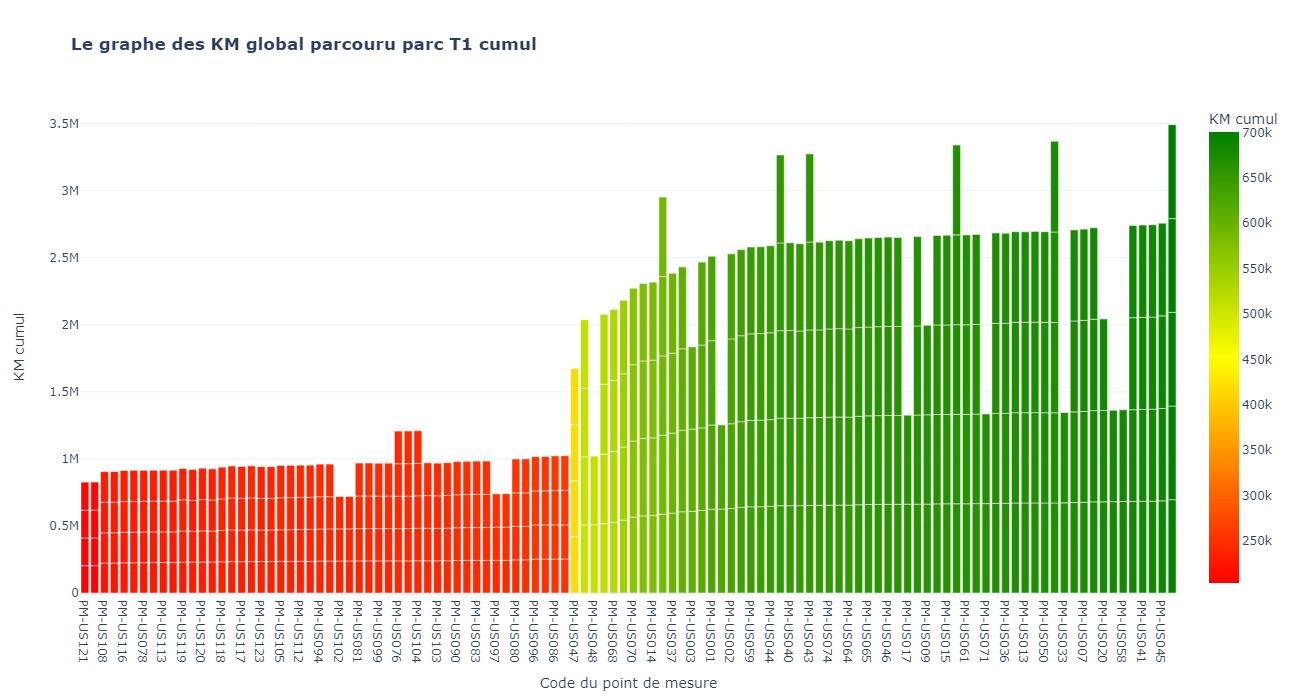 Le graphe des KM global parcouru parc T1 cumul
KM cumul
3.5M
3M
2.5M
2M
1.5M
1M
0.5M
0
KM cumul
700k
650k
600k
550k
500k
450k
400k
350k
300k
250k
PM-US121
PM-US108
PM-US116
PM-US078
PM-US113
PM-US119
PM-US120
PM-US118
PM-US117
PM-US123
PM-US105
PM-US112
PM-US094
PM-US102
PM-US081
PM-US099
PM-US076
PM-US104
PM-US103
PM-US090
PM-US083
PM-US097
PM-US080
PM-US096
PM-US086
PM-US047
PM-US048
PM-US068
PM-US070
PM-US014
PM-US037
PM-US003
PM-US001
PM-US002
PM-US059
PM-US044
PM-US040
PM-US043
PM-US074
PM-US064
PM-US065
PM-US046
PM-US017
PM-US009
PM-US015
PM-US061
PM-US071
PM-US036
PM-US013
PM-US050
PM-US033
PM-US007
PM-US020
PM-US058
PM-US041
PM-US045
Code du point de mesure